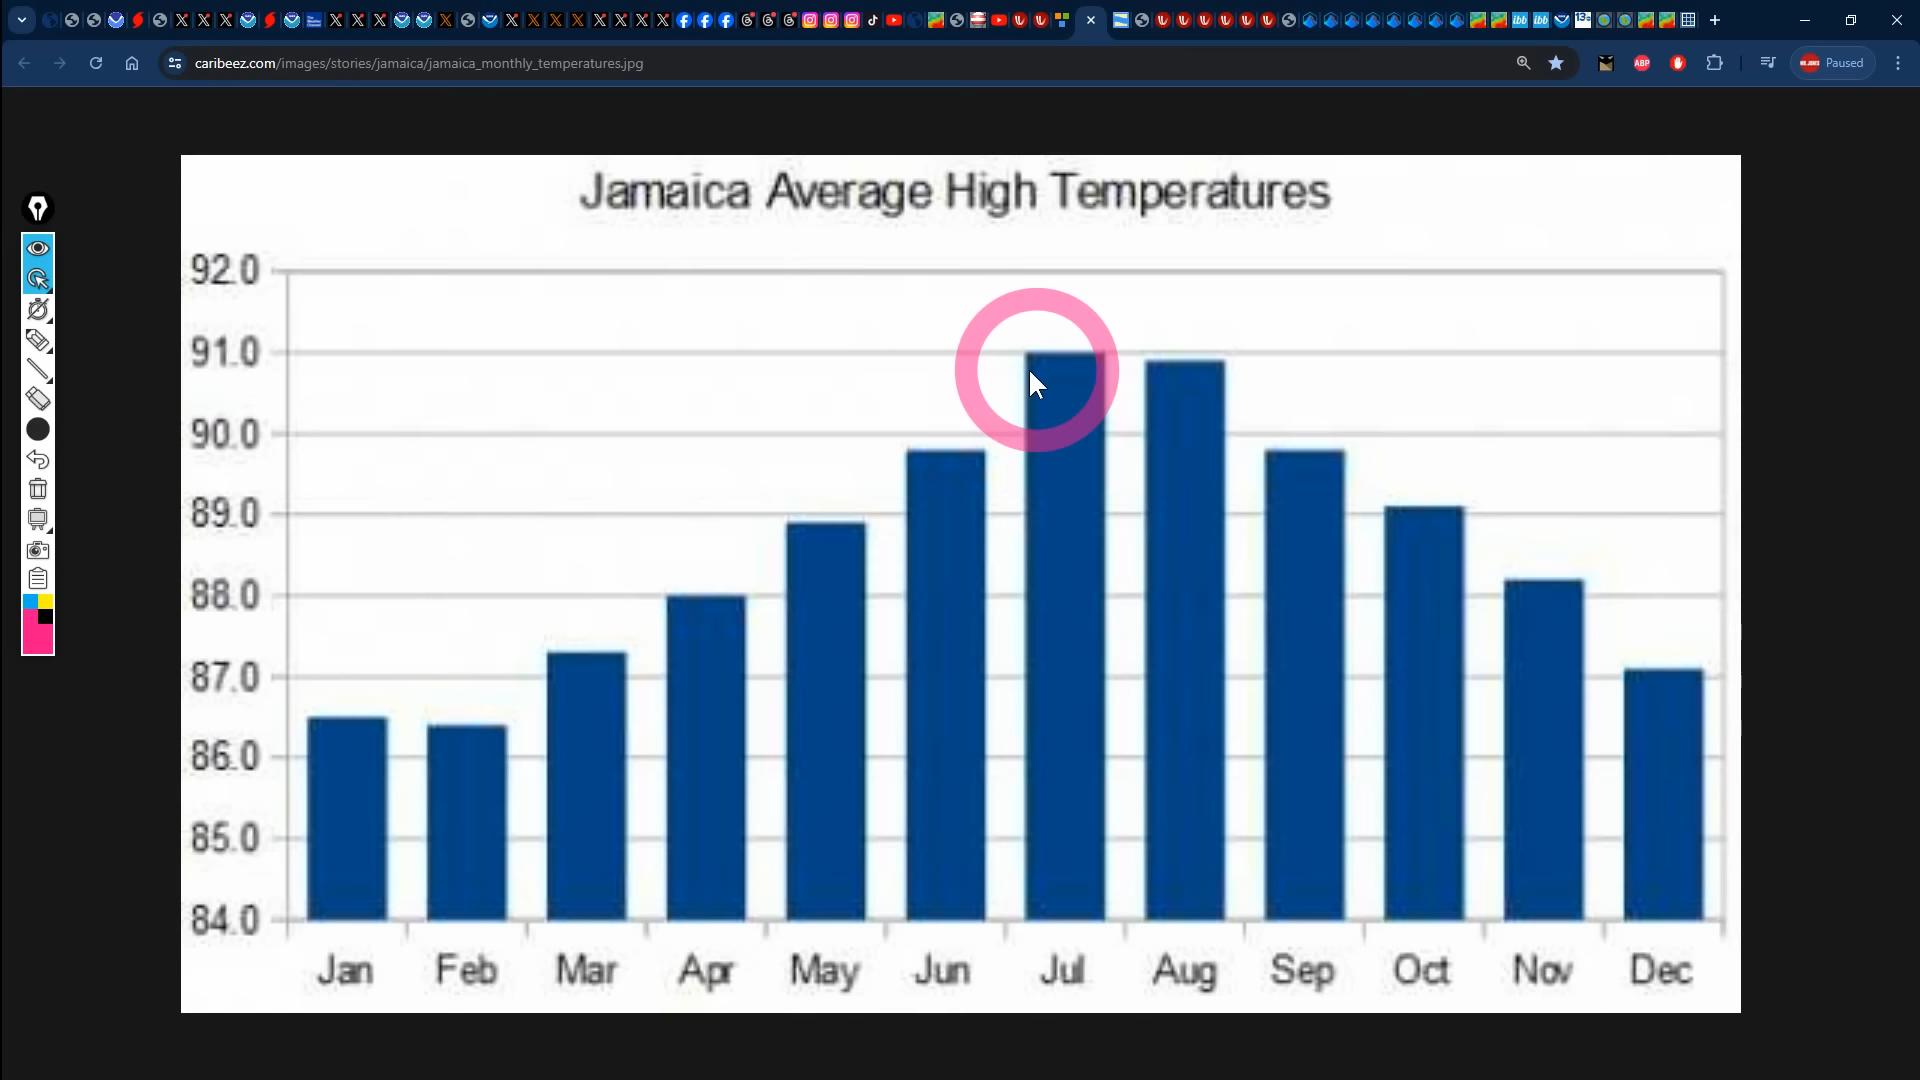 caribeez.com/images/stories/jamaica/jamaica_monthly_temperatures.jpg
ABP
Paused
Jamaica Average High Temperatures
92.0
91.0
90.0
89.0
88.0
87.0
86.0
85.0
84.0
Jan Feb Mar Apr May Jun Jul Aug Sep Oct Nov Dec